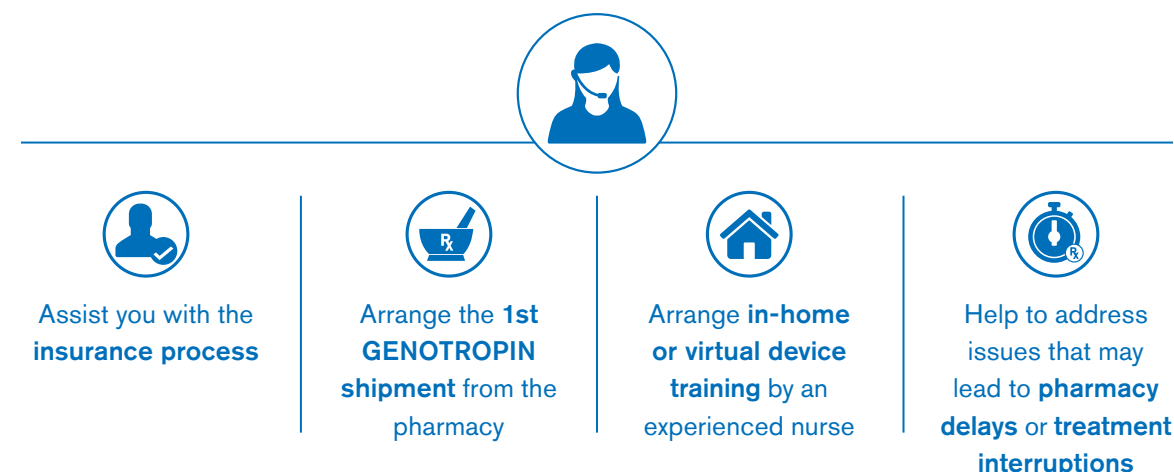 Assist you with the
insurance process
Rx
Arrange the 1st
GENOTROPIN
shipment from the
pharmacy
Arrange in-home
or virtual device
training by an
experienced nurse
Rx
Help to address
issues that may
lead to pharmacy
delays or treatment
interruptions